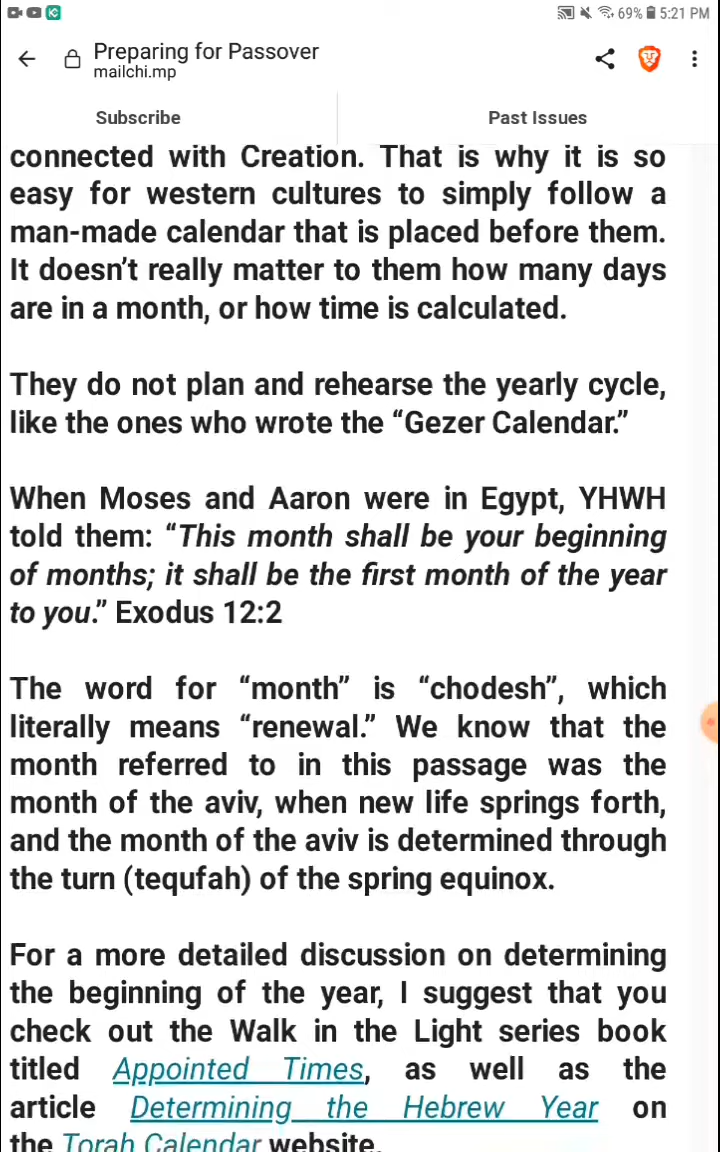 69% 5:21 PM
Preparing for Passover
mailchi.mp
Subscribe Past Issues
connected with Creation. That is why it is so
easy for western cultures to simply follow a
man-made calendar that is placed before them.
It doesn’t really matter to them how many days
are in a month, or how time is calculated.
They do not plan and rehearse the yearly cycle,
like the ones who wrote the “Gezer Calendar.”
When Moses and Aaron were in Egypt, YHWH
told them: “This month shall be your beginning
of months; it shall be the first month of the year
to you.” Exodus 12:2
The word for “month” is “chodesh”, which
literally means “renewal.” We know that the
month referred to in this passage was the
month of the aviv, when new life springs forth,
and the month of the aviv is determined through
the turn (tequfah) of the spring equinox.
For a more detailed discussion on determining
the beginning of the year, I suggest that you
check out the Walk in the Light series book
titled Appointed Times, as well as the
article Determining the Hebrew Year on
the Torah Calendar website.